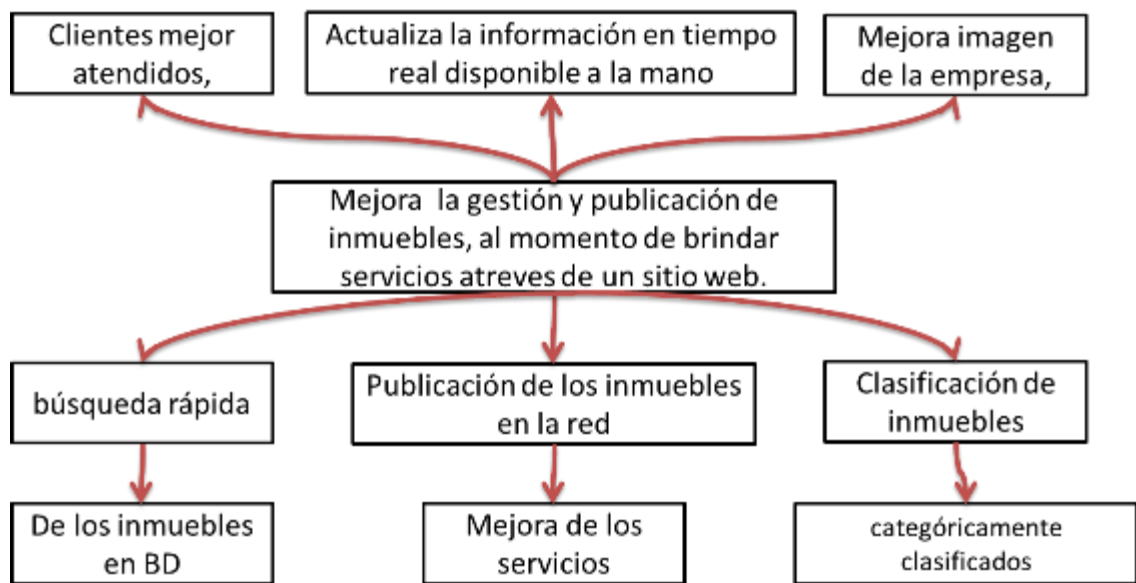 Clientes mejor
atendidos,
Actualiza la información en tiempo
real disponible a la mano
Mejora imagen
de la empresa,
Mejora la gestión y publicación de
inmuebles, al momento de brindar
servicios atreves de un sitio web.
búsqueda rápida
Publicación de los inmuebles
en la red
Clasificación de
inmuebles
De los inmuebles
en BD
Mejora de los
servicios
categóricamente
clasificados